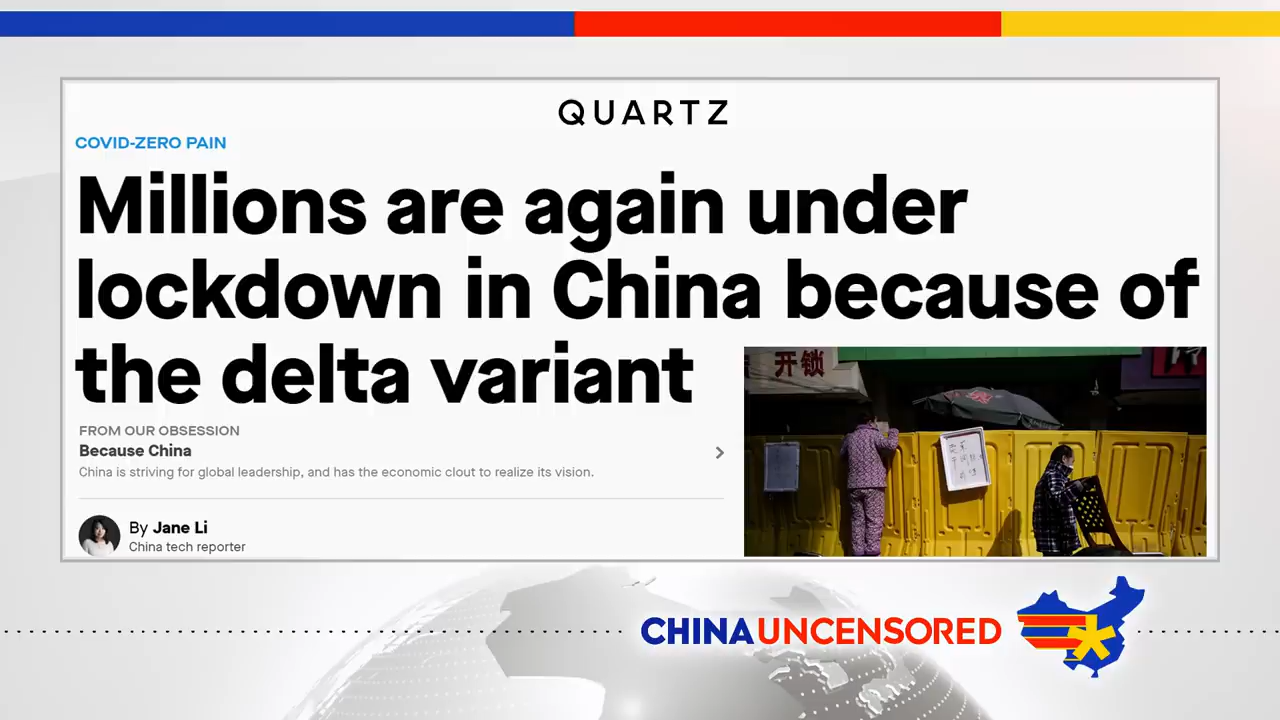 QUARTZ
COVID-ZERO PAIN
Millions are again under
lockdown in China because of
the delta variant
开锁
FROM OUR OBSESSION
Because China
China is striving for global leadership, and has the economic clout to realize its vision.
By Jane Li
China tech reporter
CHINAUNCENSORED